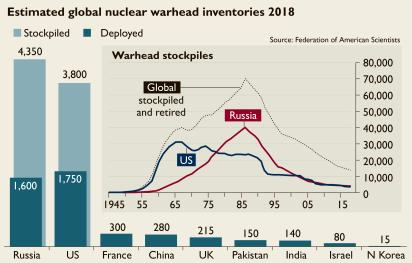 Estimated global nuclear warhead inventories 2018
Stockpiled Deployed
Source: Federation of American Scientists
4,350
3,800
1,600
1,750
Warhead stockpiles
Global
stockpiled
and retired
Russia
US
80,000
70,000
60,000
50,000
40,000
30,000
20,000
10,000
0
1945 55 65 75 85 95 05 15
300 280 215 150 140 80 15
Russia US France China UK Pakistan India Israel N Korea